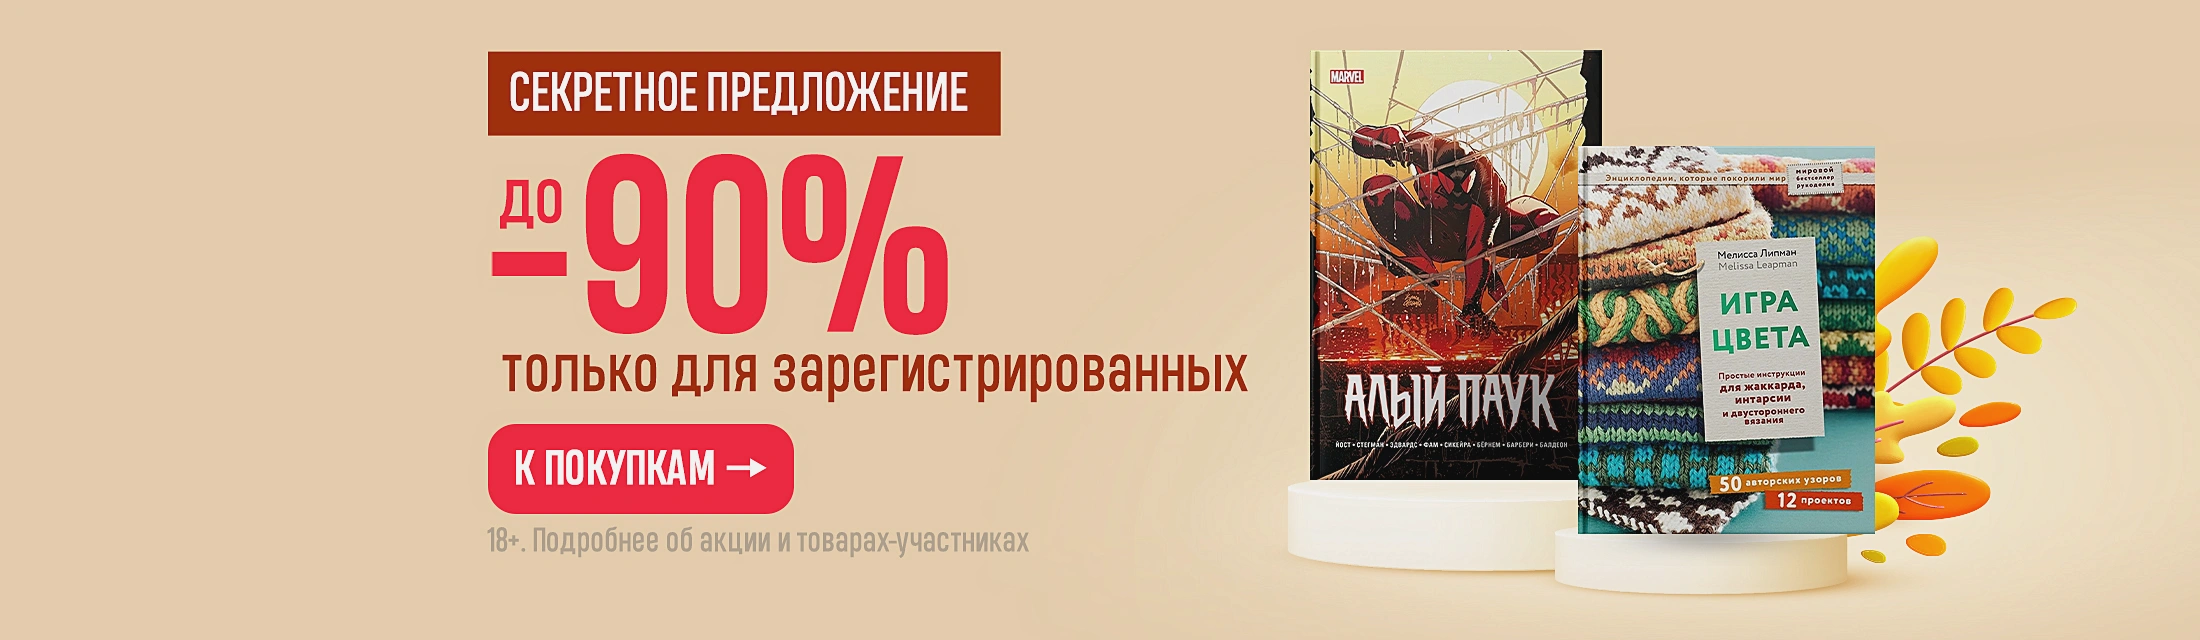 СЕКРЕТНОЕ ПРЕДЛОЖЕНИЕ
ДО
–90%
только для зарегистрированных
К ПОКУПКАМ →
18+. Подробнее об акции и товарах-участниках
MARVEL
АЛЫЙ ПАУК
ЙОСТ • СТЕГМАН • ЭДВАРДС • ФАМ • СИКЕЙРА • БЁРНЕМ • БАРБЕРИ • БАЛДЕОН
Энциклопедии, которые покорили мир
мировой
бестселлер
рукоделия
Мелисса Липман
Melissa Leapman
ИГРА
ЦВЕТА
Простые инструкции
для жаккарда,
интарсии
и двустороннего
вязания
50 авторских узоров
12 проектов